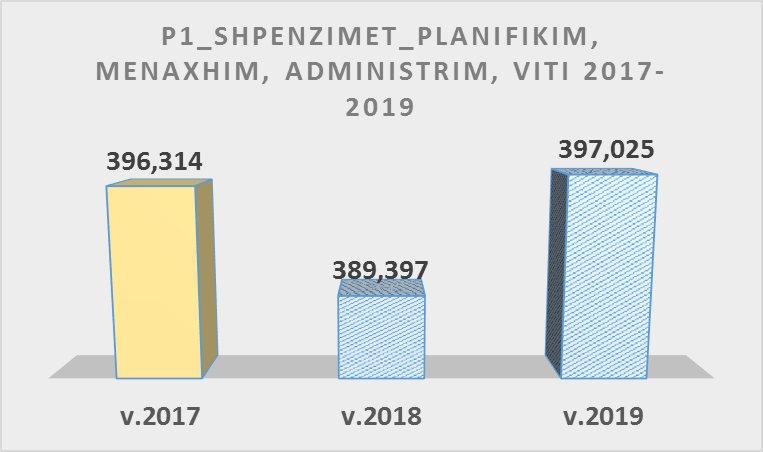 P1_SHPENZIMET_PLANIFIKIM,
MENAXHIM, ADMINISTRIM, VITI 2017-
2019
396,314
389,397
397,025
v.2017
v.2018
v.2019